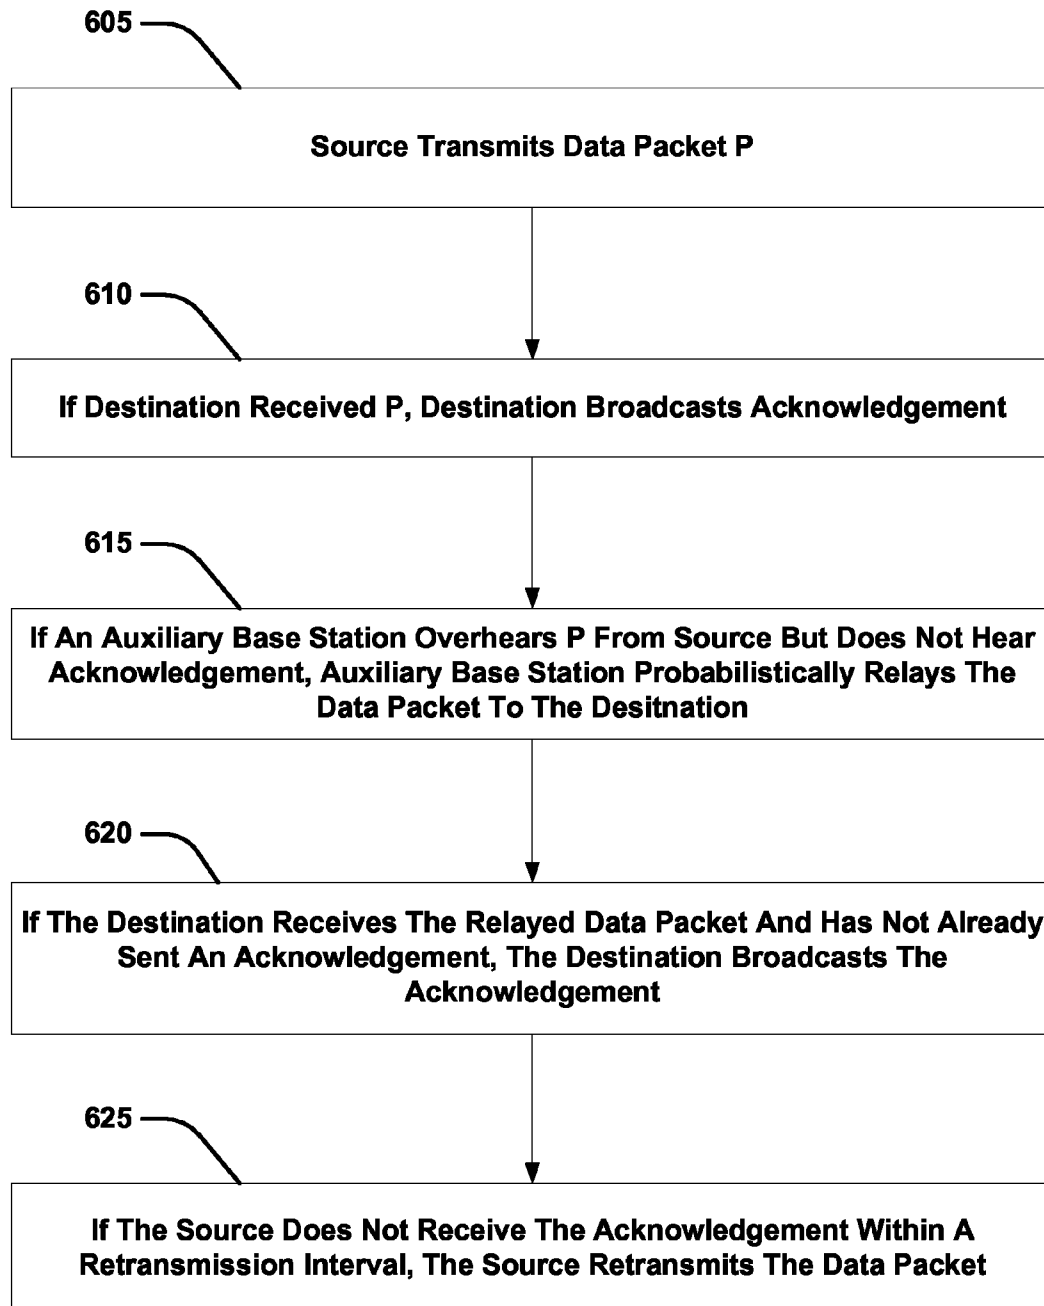 605
Source Transmits Data Packet P
610
If Destination Received P, Destination Broadcasts Acknowledgement
615
If An Auxiliary Base Station Overhears P From Source But Does Not Hear
Acknowledgement, Auxiliary Base Station Probabilistically Relays The
Data Packet To The Desitnation
620
If The Destination Receives The Relayed Data Packet And Has Not Already
Sent An Acknowledgement, The Destination Broadcasts The
Acknowledgement
625
If The Source Does Not Receive The Acknowledgement Within A
Retransmission Interval, The Source Retransmits The Data Packet